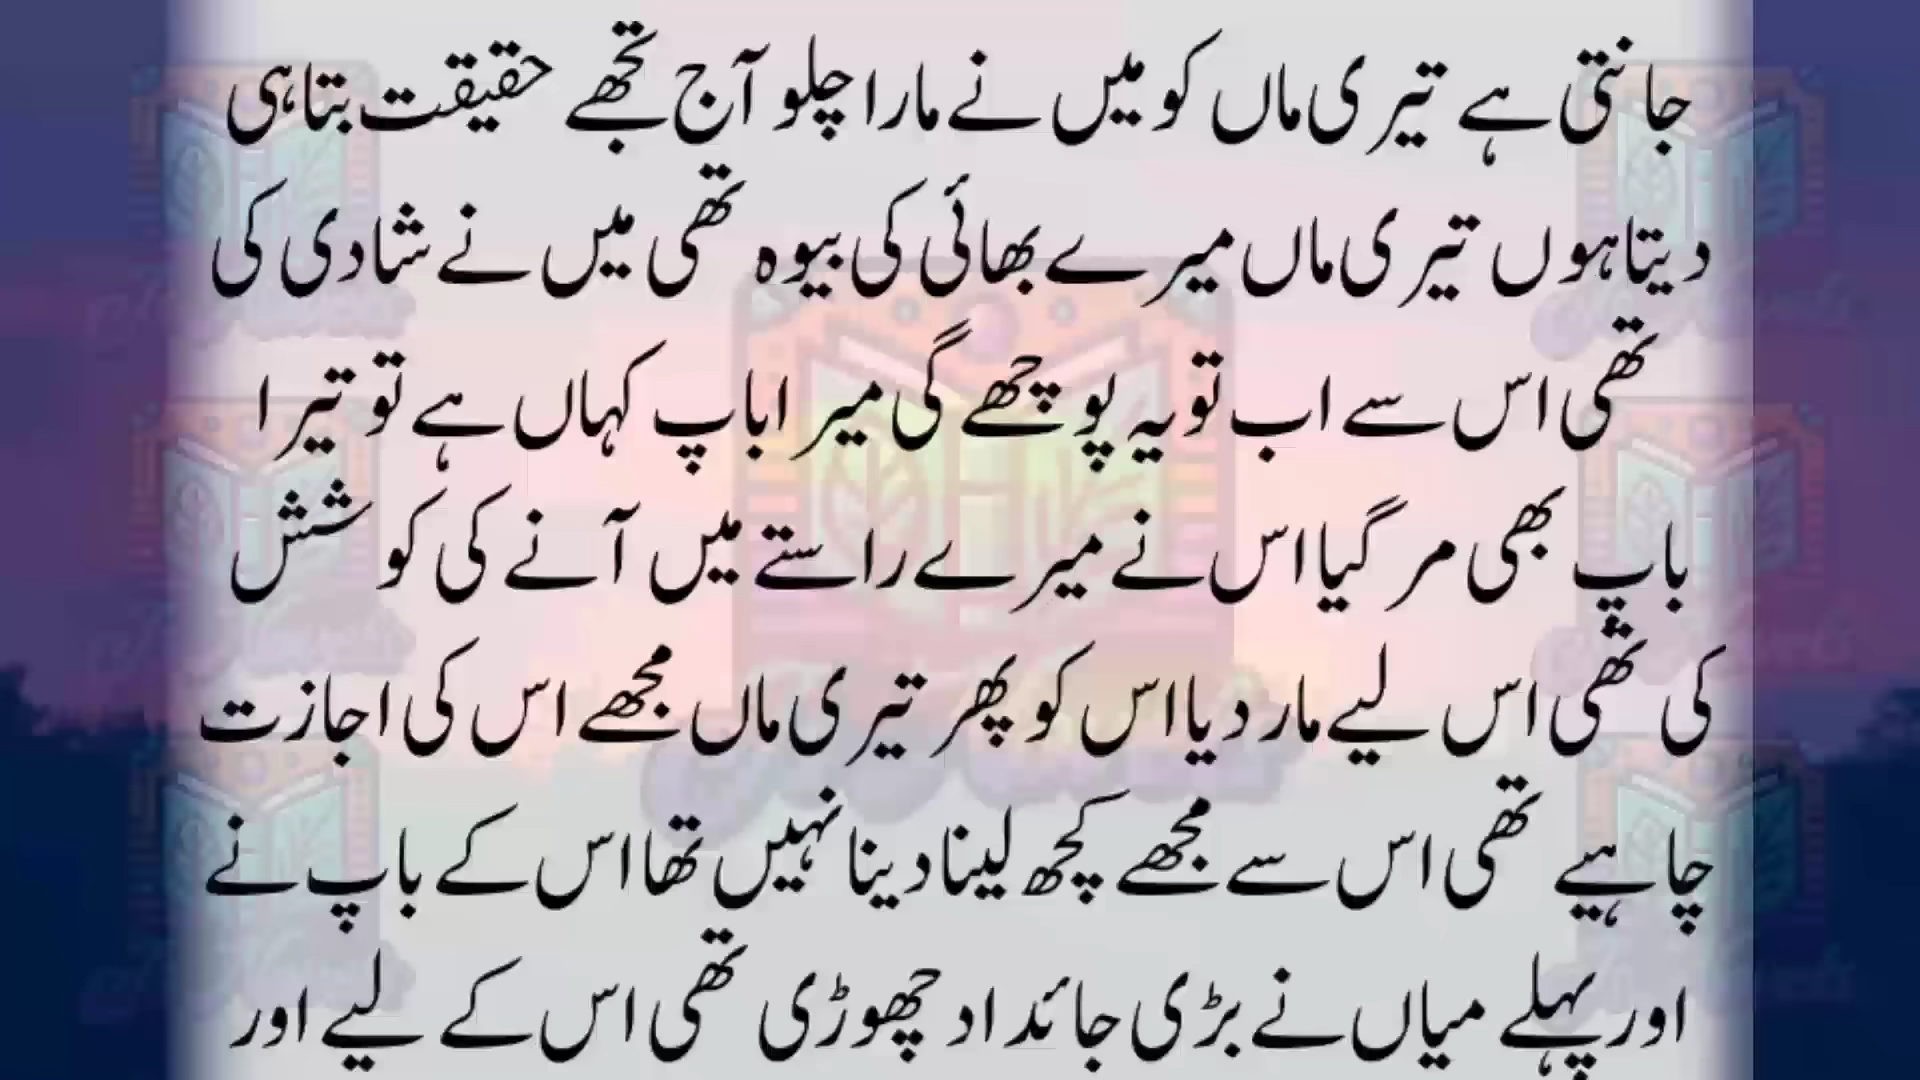 جانتی ہے تیری ماں کو میں نے مارا چلو آج تجھے حقیقت بتا ہی
دیتا ہوں تیری ماں میرے بھائی کی بیوہ تھی میں نے شادی کی
تھی اس سے اب تو یہ پوچھے گی میرا باپ کہاں ہے تو تیرا
باپ بھی مر گیا اس نے میرے راستے میں آنے کی کوشش
کی تھی اس لیے مار دیا اس کو پھر تیری ماں مجھے اس کی اجازت
چاہیے تھی اس سے مجھے کچھ لینا دینا نہیں تھا اس کے باپ نے
اور پہلے میاں نے بڑی جائداد چھوڑی تھی اس کے لیے اور